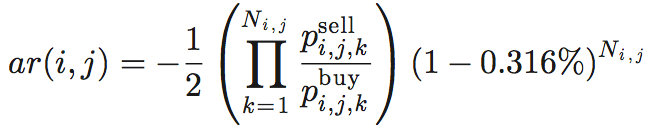 ar(i,j) = -\frac{1}{2} \left( \prod_{k=1}^{N_{i,j}} \frac{p_{i,j,k}^{\text{sell}}}{p_{i,j,k}^{\text{buy}}} \right) (1 - 0.316\%)^{N_{i,j}}